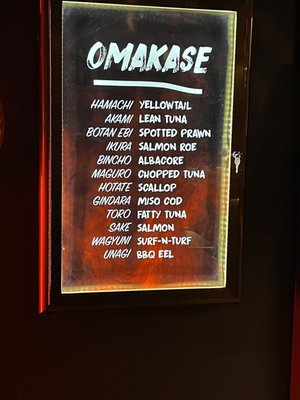 OMAKASE
HAMACHI YELLOWTAIL
AKAMI LEAN TUNA
BOTAN EBI SPOTTED PRAWN
IKURA SALMON ROE
BINCHO ALBACORE
MAGURO CHOPPED TUNA
HOTATE SCALLOP
GINDARA MISO COD
TORO FATTY TUNA
SAKE SALMON
WAGYUNI SURF-N-TURF
UNAGI BBQ EEL